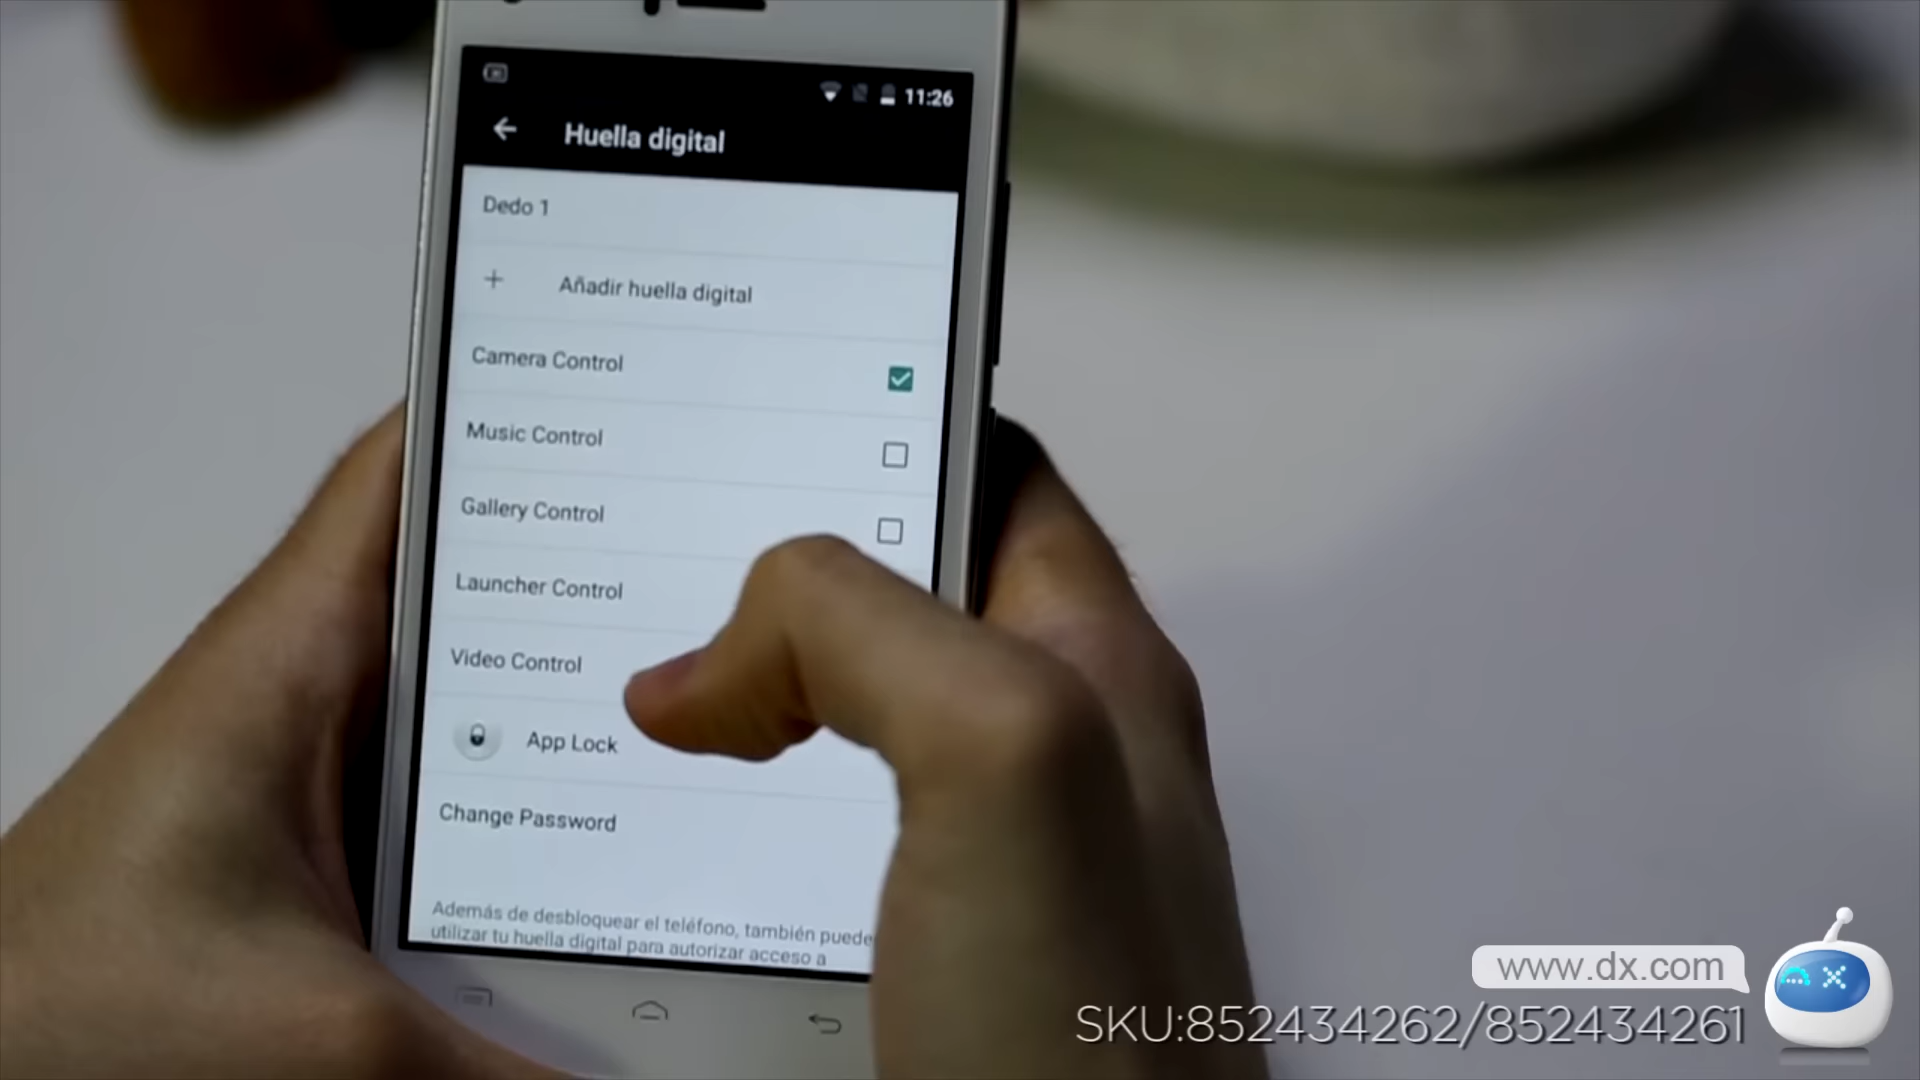 11:26
Huella digital
Dedo 1
Añadir huella digital
Camera Control
Music Control
Gallery Control
Launcher Control
Video Control
App Lock
Change Password
Además de desbloquear el teléfono, también puede
utilizar tu huella digital para autorizar acceso a
www.dx.com
SKU:852434262/852434261